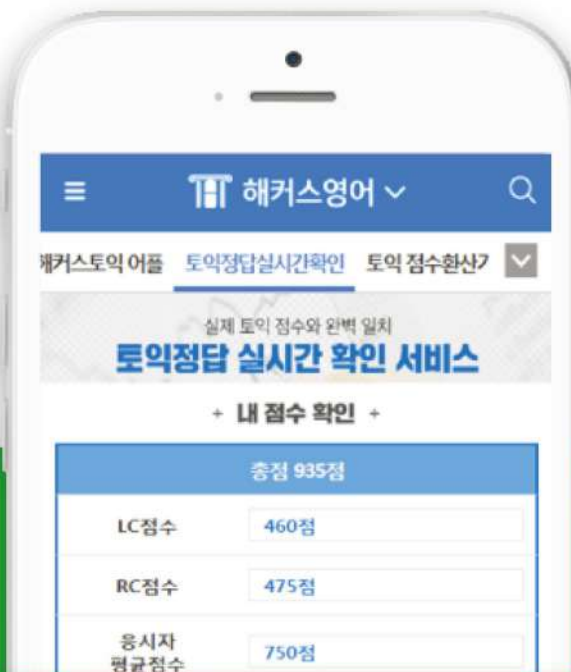 해커스영어
해커스토익 어플 토익정답실시간확인 토익 점수환산기
실제 토익 점수와 완벽 일치
토익정답 실시간 확인 서비스
+ 내 점수 확인 +
총점 935점
LC점수 460점
RC점수 475점
응시자
평균점수 750점